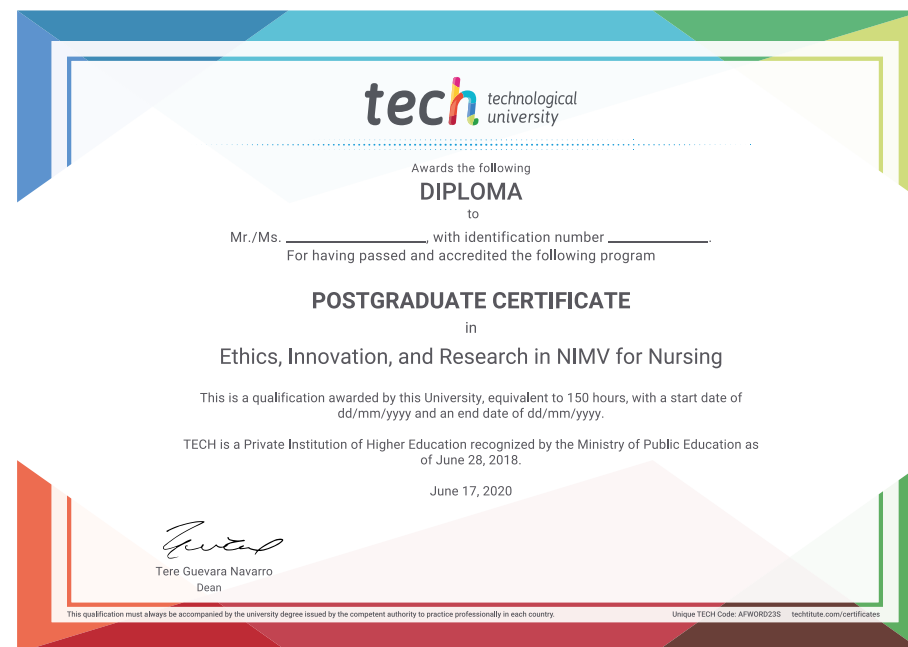 tech technological
university
Awards the following
DIPLOMA
to
Mr./Ms. ____________, with identification number ____________.
For having passed and accredited the following program
POSTGRADUATE CERTIFICATE
in
Ethics, Innovation, and Research in NIMV for Nursing
This is a qualification awarded by this University, equivalent to 150 hours, with a start date of
dd/mm/yyyy and an end date of dd/mm/yyyy.
TECH is a Private Institution of Higher Education recognized by the Ministry of Public Education as
of June 28, 2018.
June 17, 2020
Tere Guevara Navarro
Dean
This qualification must always be accompanied by the university degree issued by the competent authority to practice professionally in each country.
Unique TECH Code: AFWORD23S techtitute.com/certificates